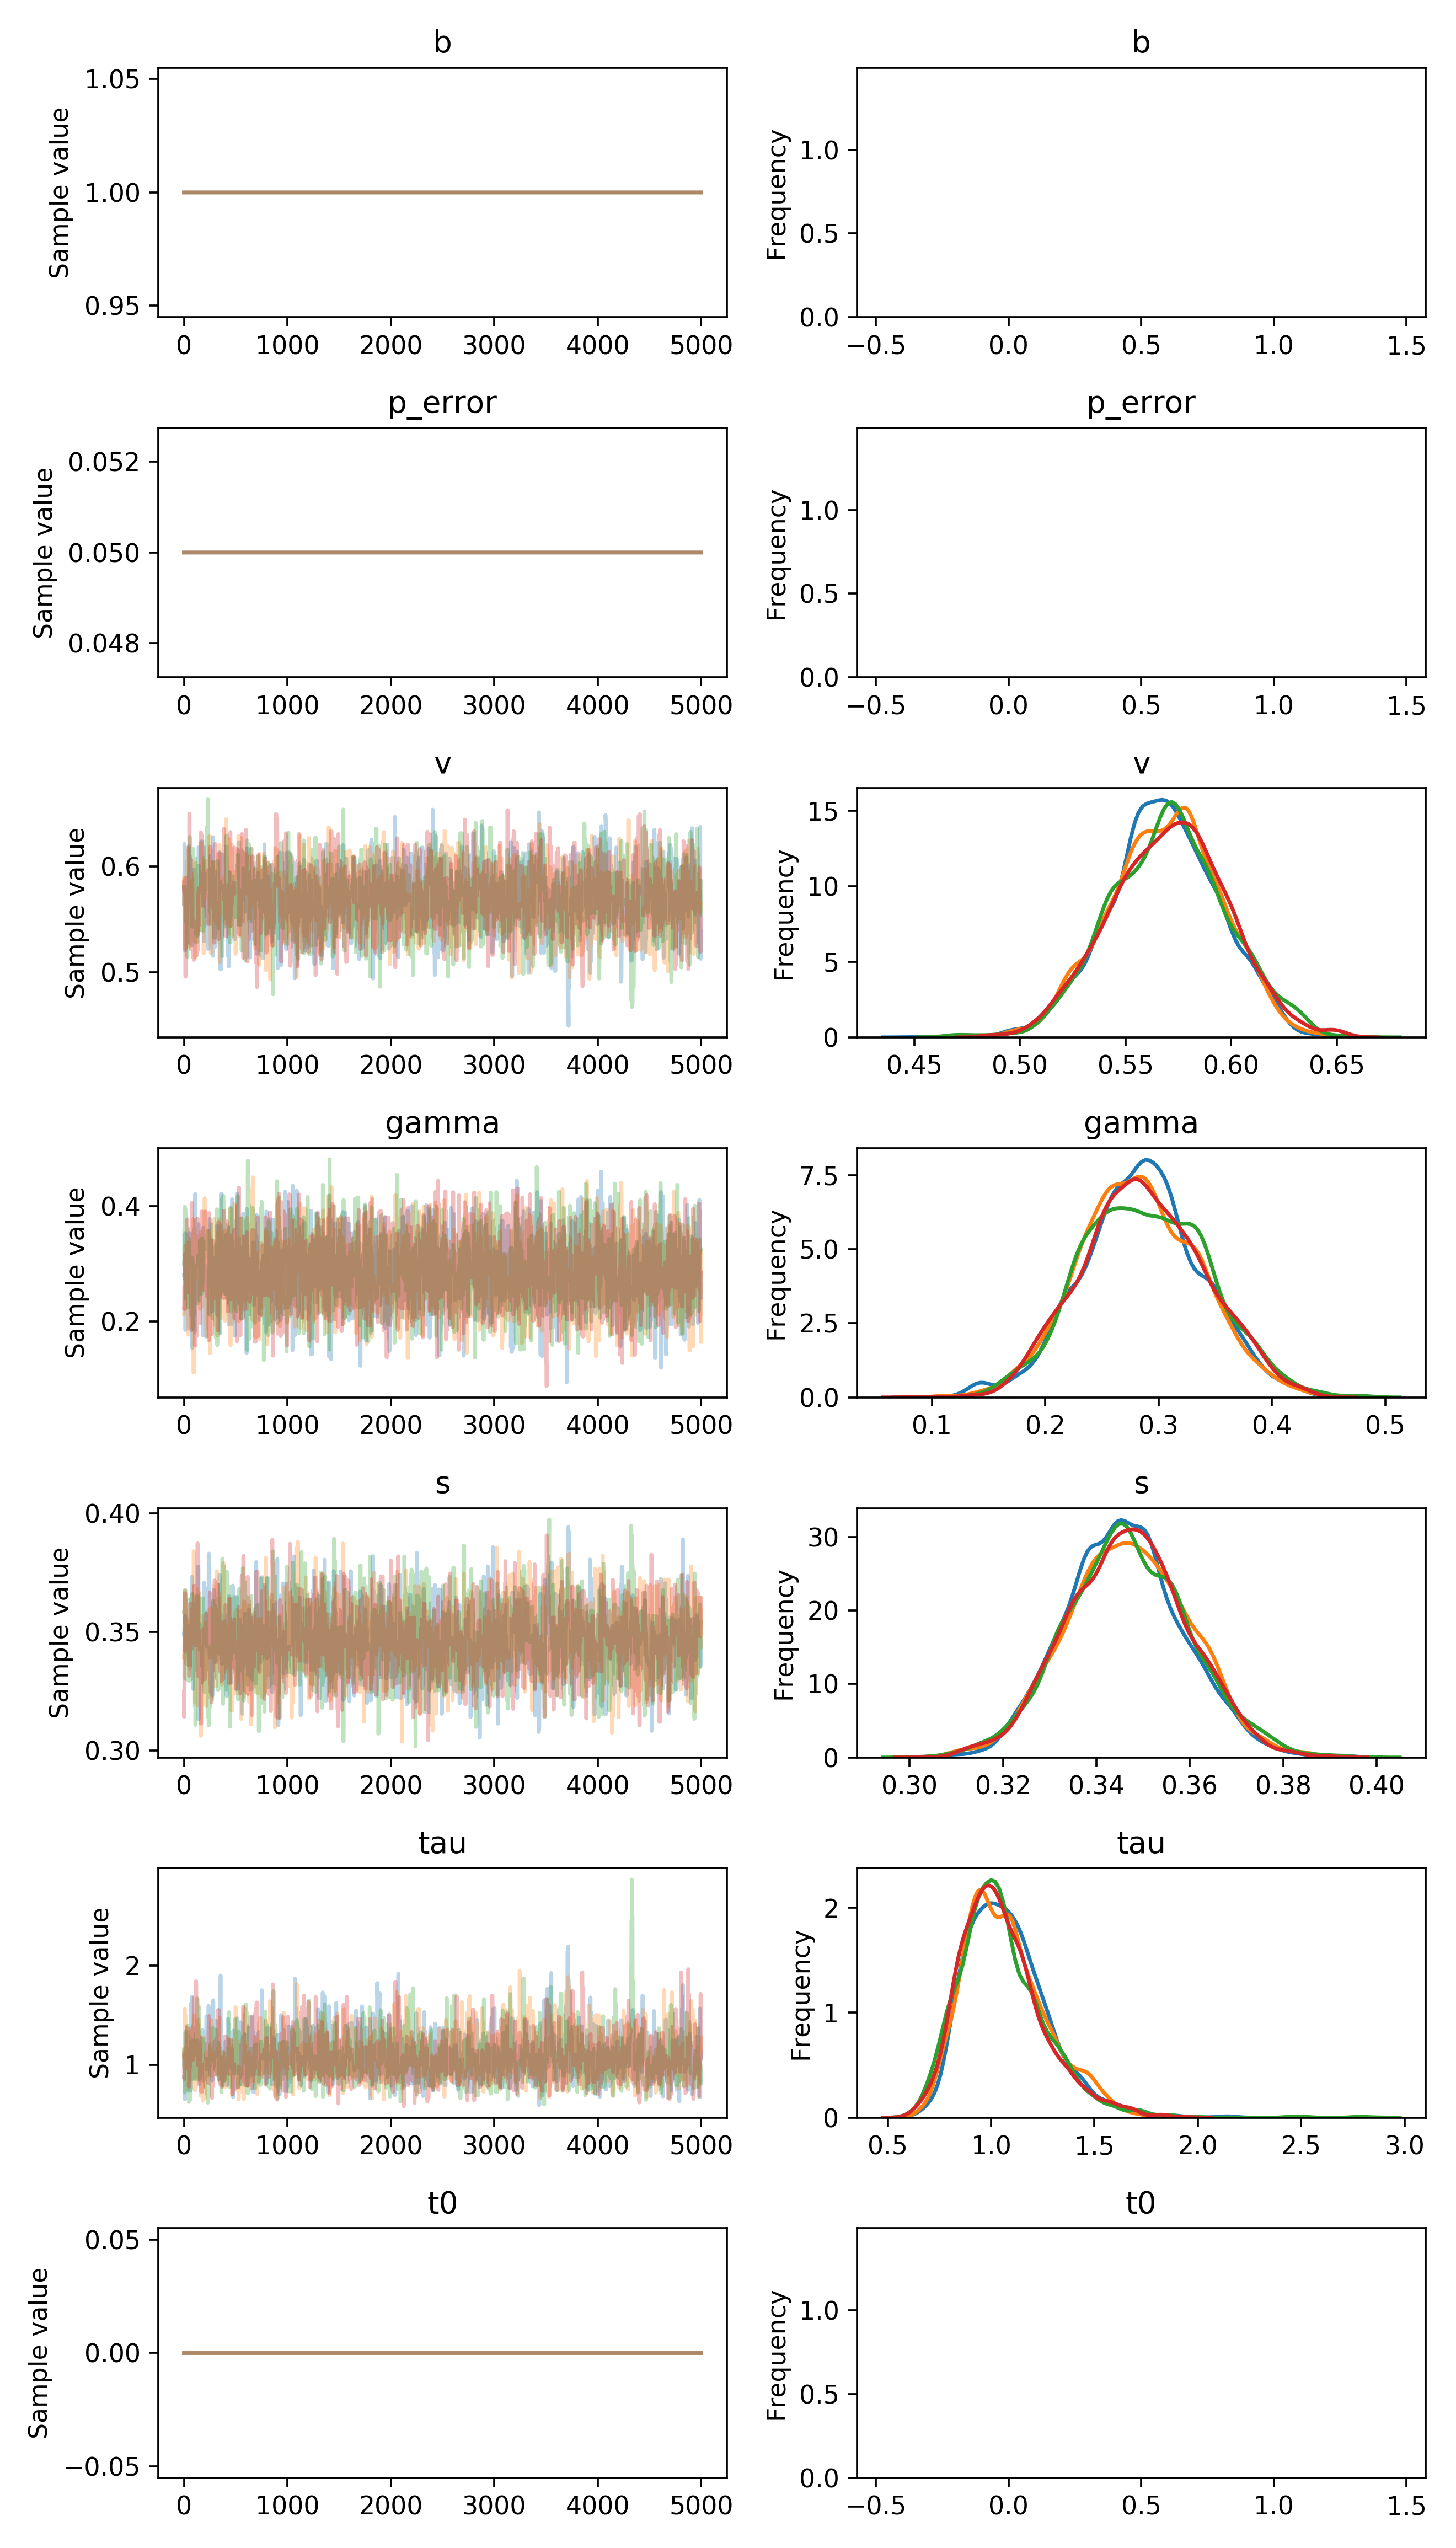 b
b
Sample value
1.05
1.00
0.95
0 1000 2000 3000 4000 5000
Frequency
1.0
0.5
0.0
−0.5 0.0 0.5 1.0 1.5
p_error
p_error
Sample value
0.052
0.050
0.048
0 1000 2000 3000 4000 5000
Frequency
1.0
0.5
0.0
−0.5 0.0 0.5 1.0 1.5
v
v
Sample value
0.6
0.5
0 1000 2000 3000 4000 5000
Frequency
15
10
5
0
0.45 0.50 0.55 0.60 0.65
gamma
gamma
Sample value
0.4
0.2
0 1000 2000 3000 4000 5000
Frequency
7.5
5.0
2.5
0.0
0.1 0.2 0.3 0.4 0.5
s
s
Sample value
0.40
0.35
0.30
0 1000 2000 3000 4000 5000
Frequency
30
20
10
0
0.30 0.32 0.34 0.36 0.38 0.40
tau
tau
Sample value
2
1
0 1000 2000 3000 4000 5000
Frequency
2
1
0
0.5 1.0 1.5 2.0 2.5 3.0
t0
t0
Sample value
0.05
0.00
−0.05
0 1000 2000 3000 4000 5000
Frequency
1.0
0.5
0.0
−0.5 0.0 0.5 1.0 1.5